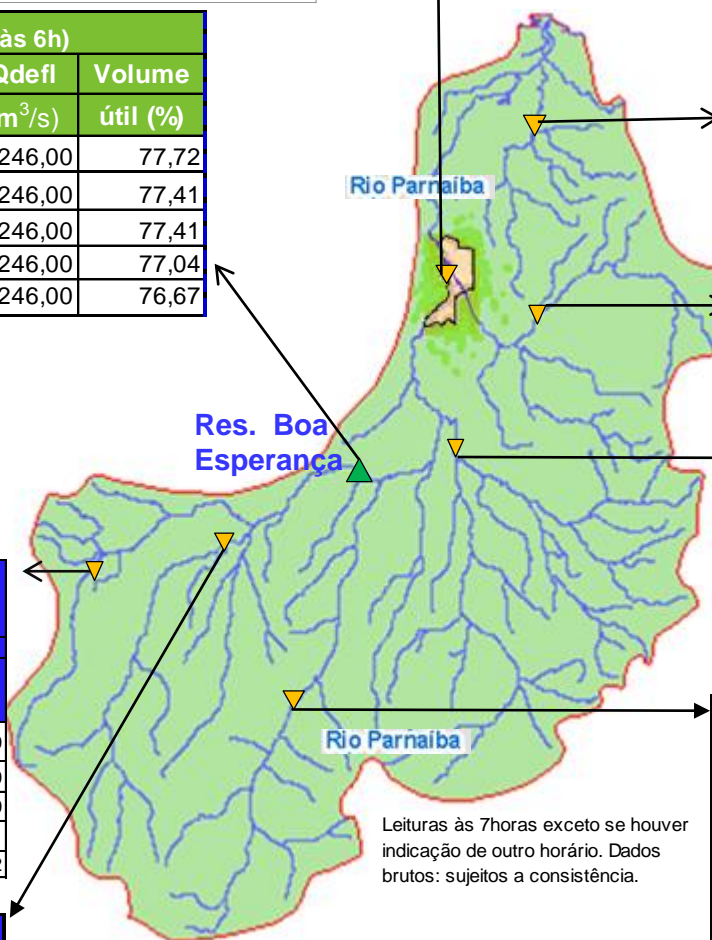 às 6h)
Qdefl Volume
m³/s) útil (%)
246,00 77,72
246,00 77,41
246,00 77,41
246,00 77,04
246,00 76,67
Rio Parnaíba
Res. Boa
Esperança
Rio Parnaíba
Leituras às 7horas exceto se houver
indicação de outro horário. Dados
brutos: sujeitos a consistência.